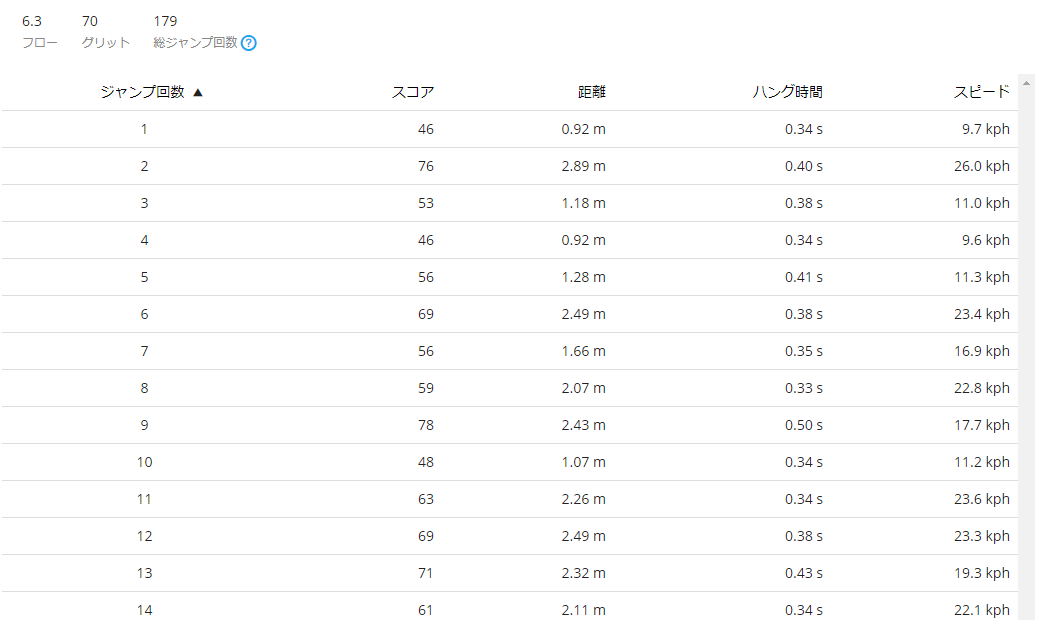 6.3 70 179
フロー グリット 総ジャンプ回数 ?
ジャンプ回数 ▲ スコア 距離 ハング時間 スピード
1 46 0.92 m 0.34 s 9.7 kph
2 76 2.89 m 0.40 s 26.0 kph
3 53 1.18 m 0.38 s 11.0 kph
4 46 0.92 m 0.34 s 9.6 kph
5 56 1.28 m 0.41 s 11.3 kph
6 69 2.49 m 0.38 s 23.4 kph
7 56 1.66 m 0.35 s 16.9 kph
8 59 2.07 m 0.33 s 22.8 kph
9 78 2.43 m 0.50 s 17.7 kph
10 48 1.07 m 0.34 s 11.2 kph
11 63 2.26 m 0.34 s 23.6 kph
12 69 2.49 m 0.38 s 23.3 kph
13 71 2.32 m 0.43 s 19.3 kph
14 61 2.11 m 0.34 s 22.1 kph